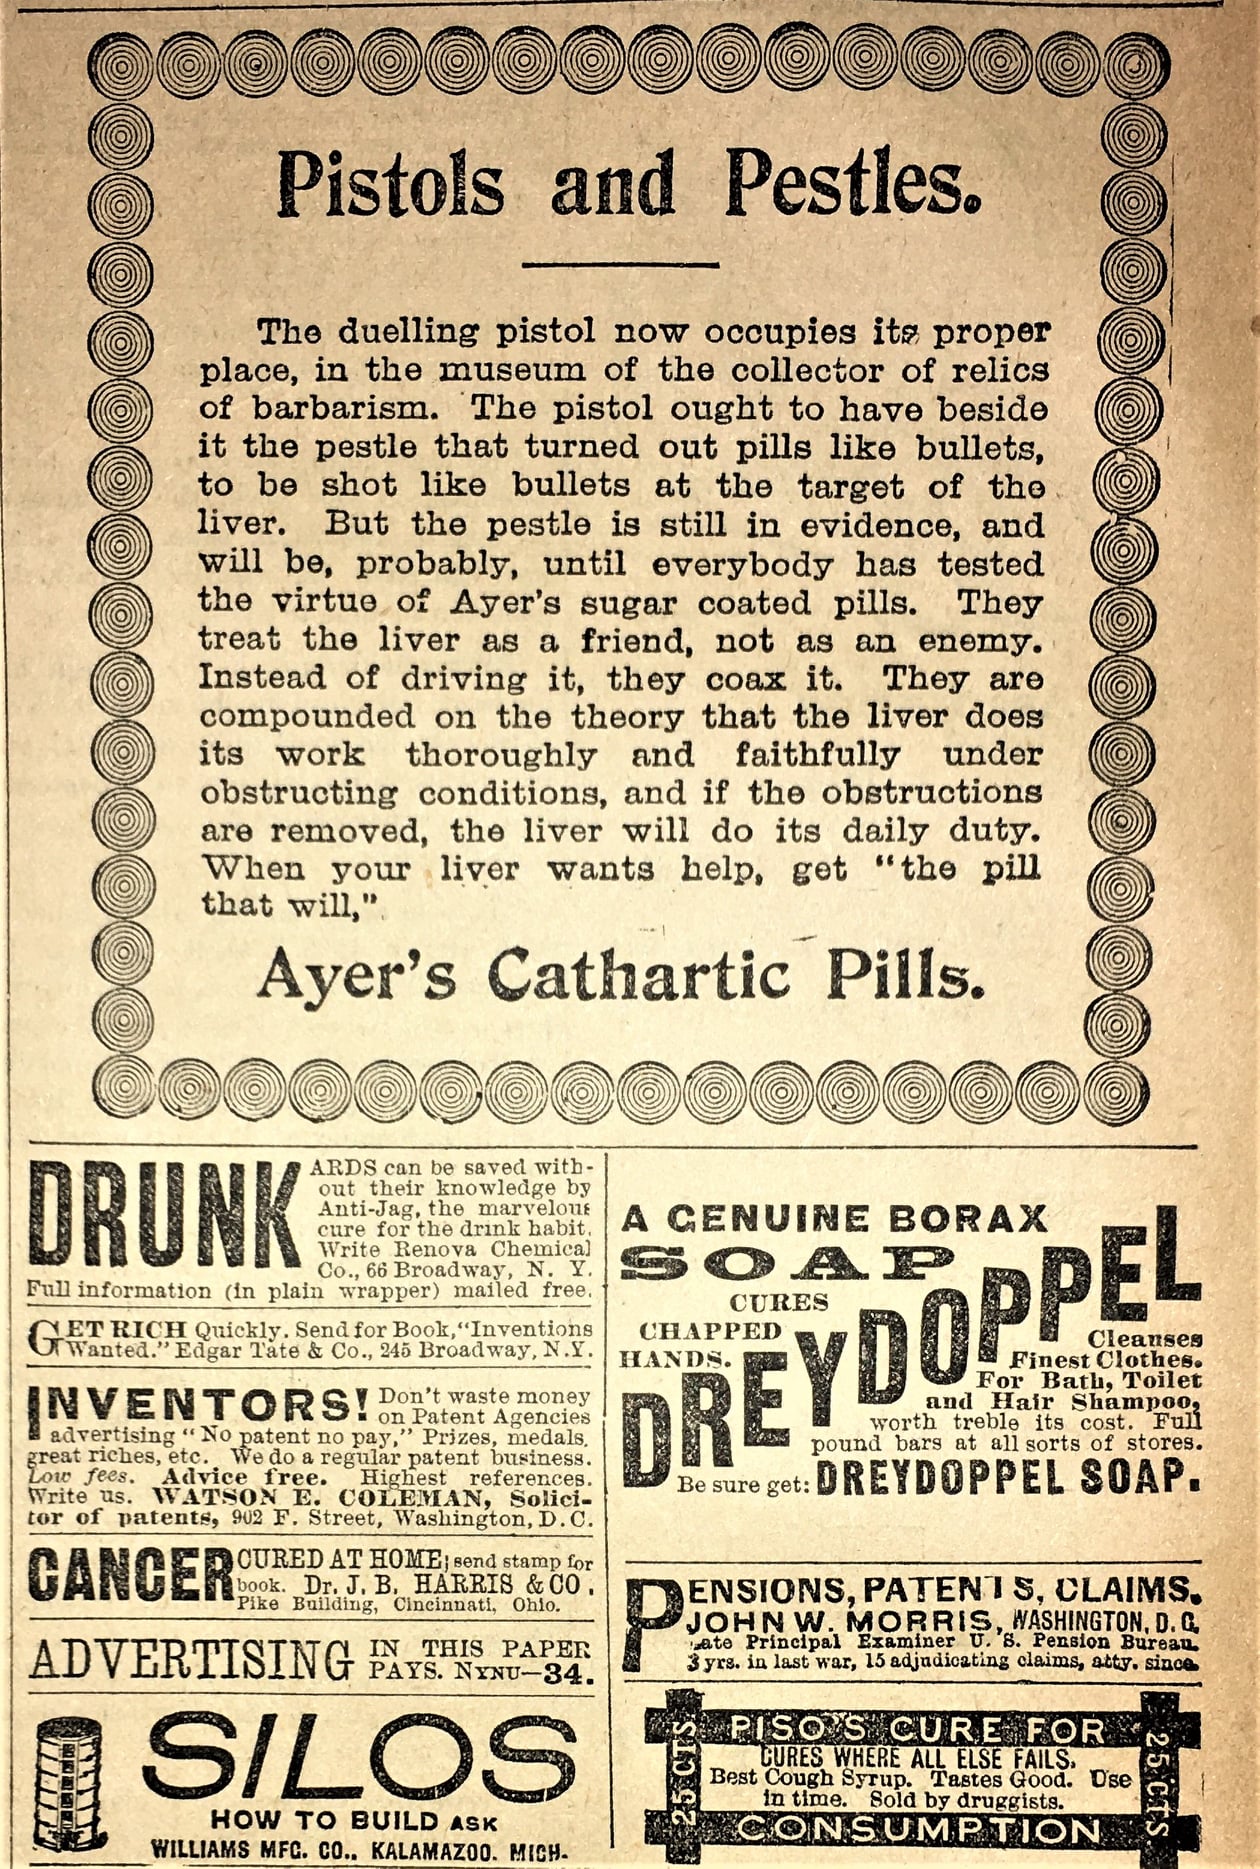 Pistols and Pestles.
The duelling pistol now occupies its proper
place, in the museum of the collector of relics
of barbarism. The pistol ought to have beside
it the pestle that turned out pills like bullets,
to be shot like bullets at the target of the
liver. But the pestle is still in evidence, and
will be, probably, until everybody has tested
the virtue of Ayer's sugar coated pills. They
treat the liver as a friend, not as an enemy.
Instead of driving it, they coax it. They are
compounded on the theory that the liver does
its work thoroughly and faithfully under
obstructing conditions, and if the obstructions
are removed, the liver will do its daily duty.
When your liver wants help, get "the pill
that will,"
Ayer's Cathartic Pills.
DRUNKARDS can be saved with-
out their knowledge by
Anti-Jag, the marvelous
cure for the drink habit.
Write Renova Chemical
Co., 66 Broadway, N. Y.
Full information (in plain wrapper) mailed free.
GET RICH Quickly. Send for Book, "Inventions
Wanted." Edgar Tate & Co., 245 Broadway, N.Y.
INVENTORS! Don't waste money
on Patent Agencies
advertising "No patent no pay," Prizes, medals,
great riches, etc. We do a regular patent business.
Low fees. Advice free. Highest references.
Write us. WATSON E. COLEMAN, Solici-
tor of patents, 902 F. Street, Washington, D.C.
CANCER CURED AT HOME; send stamp for
book. Dr. J. B. HARRIS & CO.
Pike Building, Cincinnati, Ohio.
ADVERTISING IN THIS PAPER
PAYS. NYNU—34.
SILOS
HOW TO BUILD ASK
WILLIAMS MFG. CO., KALAMAZOO. MICH.
A GENUINE BORAX
SOAP
CURES
CHAPPED
HANDS.
DREYDOPPEL
Cleanses
Finest Clothes.
For Bath, Toilet
and Hair Shampoo,
worth treble its cost. Full
pound bars at all sorts of stores.
Be sure get: DREYDOPPEL SOAP.
PENSIONS, PATENTS, CLAIMS.
JOHN W. MORRIS, WASHINGTON, D. C.
Late Principal Examiner U. S. Pension Bureau.
3 yrs. in last war, 15 adjudicating claims, atty. since.
PISO'S CURE FOR
25 CTS
CURES WHERE ALL ELSE FAILS.
Best Cough Syrup. Tastes Good. Use
in time. Sold by druggists.
25 CTS
CONSUMPTION